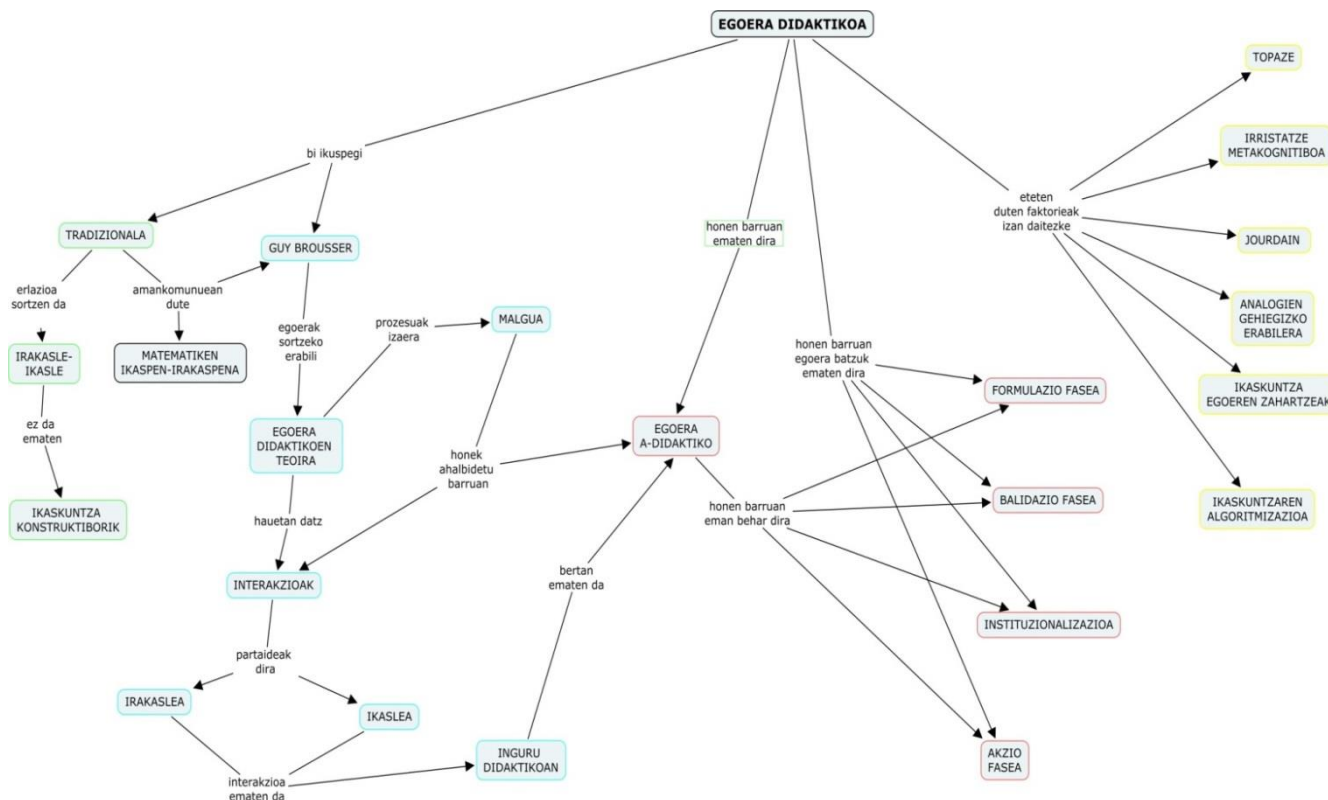 EGOERA DIDAKTIKOA
TOPAZE
IRRISTATZE
METAKOGNITIBOA
bi ikuspegi
eteten
duten faktorieak
izan daitezke
TRADIZIONALA
GUY BROUSSER
honen barruan
ematen dira
JOURDAIN
erlazioa
sortzen da
amankomunuean
dute
ANALOGIEN
GEHIEGIZKO
ERABILERA
egoerak
sortzeko
erabili
prozesuak
izaera
MALGUA
IRAKASLE-
IKASLE
MATEMATIKEN
IKASPEN-IRAKASPENA
honen barruan
egoera batzuk
ematen dira
FORMULAZIO FASEA
IKASKUNTZA
EGOEREN ZAHARTZEAK
ez da
ematen
EGOERA
DIDAKTIKOEN
TEOIRA
EGOERA
A-DIDAKTIKO
honek
ahalbidetu
barruan
IKASKUNTZA
KONSTRUKTIBORIK
hauetan datz
honen barruan
eman behar dira
BALIDAZIO FASEA
IKASKUNTZAREN
ALGORITMIZAZIOA
INTERAKZIOAK
bertan
ematen da
INSTITUZIONALIZAZIOA
partaideak
dira
IRAKASLEA
IKASLEA
INGURU
DIDAKTIKOAN
AKZIO
FASEA
interakzioa
ematen da